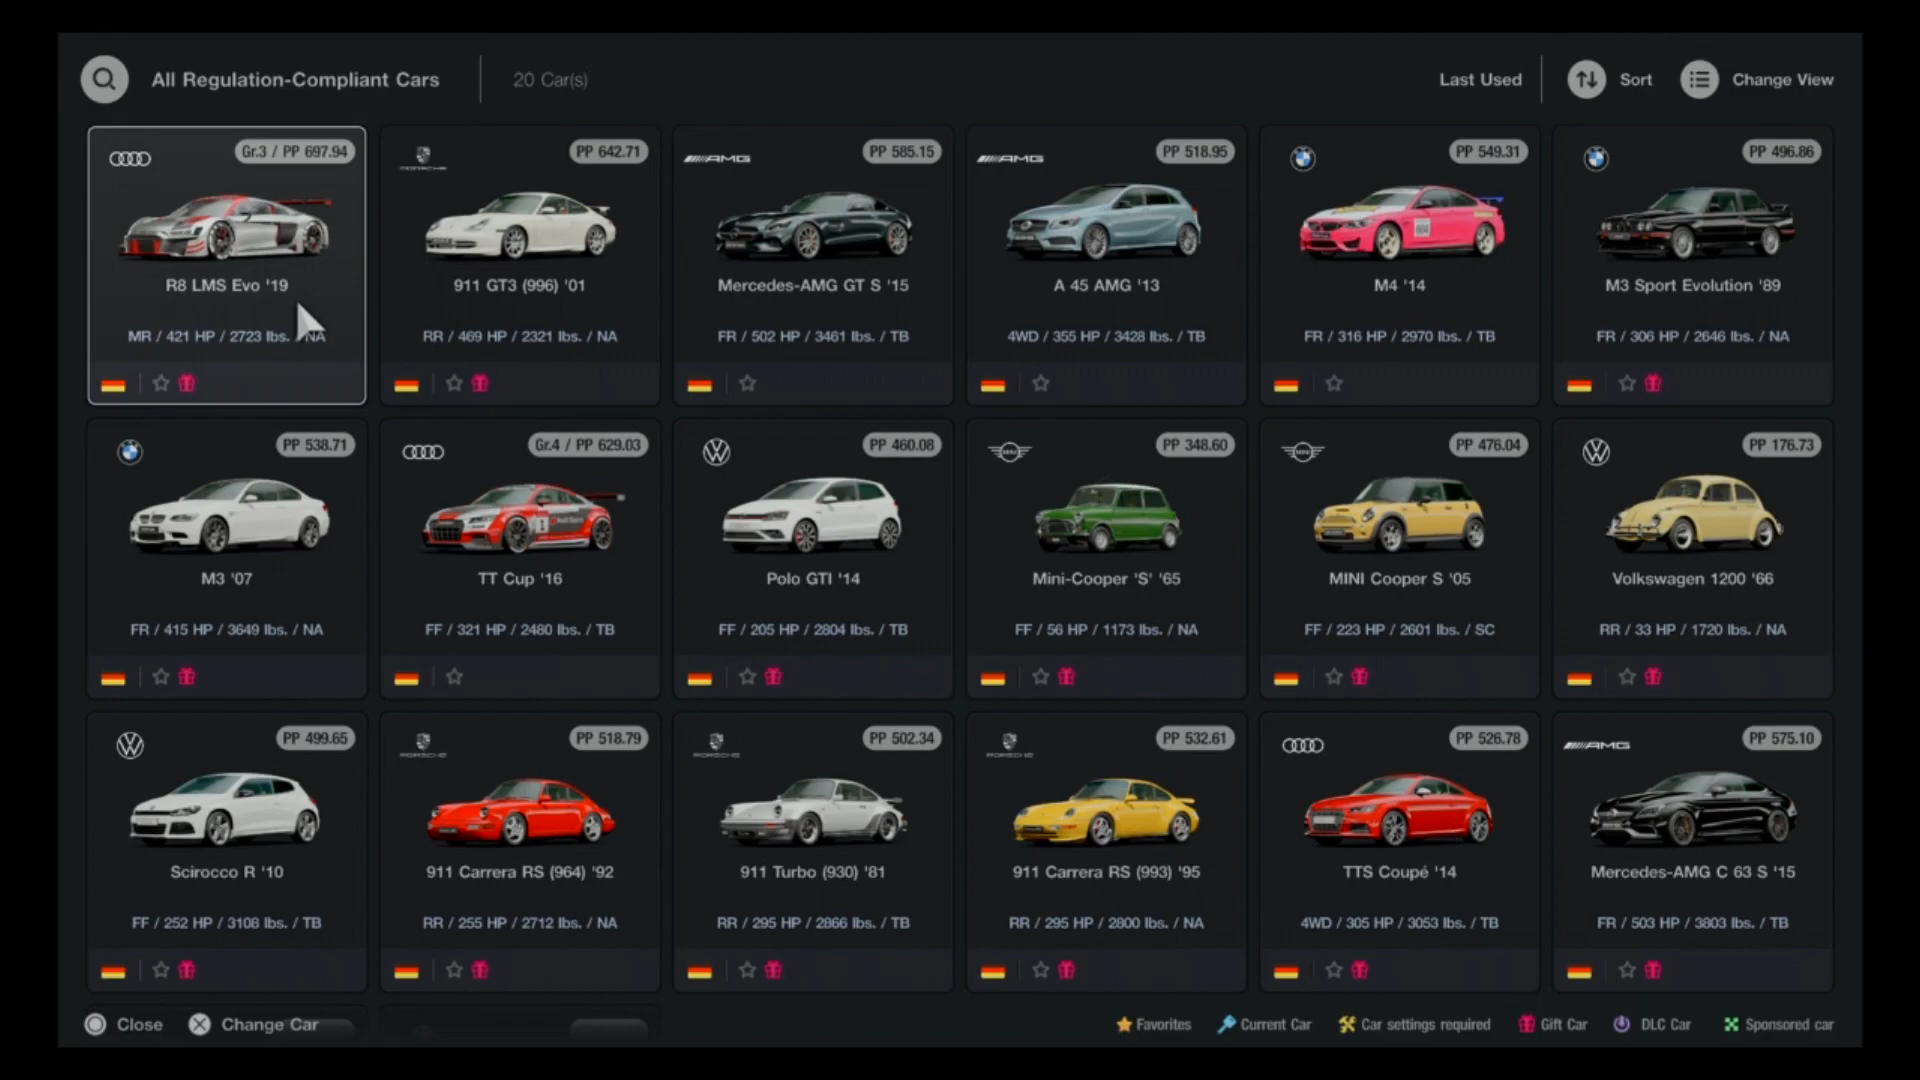 All Regulation-Compliant Cars
20 Car(s)
Last Used
Sort
Change View
Gr.3 / PP 697.94
R8 LMS Evo '19
MR / 421 HP / 2723 lbs. / NA
PORSCHE
PP 642.71
911 GT3 (996) '01
RR / 469 HP / 2321 lbs. / NA
AMG
PP 585.15
Mercedes-AMG GT S '15
FR / 502 HP / 3461 lbs. / TB
AMG
PP 518.95
A 45 AMG '13
4WD / 355 HP / 3428 lbs. / TB
PP 549.31
M4 '14
FR / 316 HP / 2970 lbs. / TB
PP 496.86
M3 Sport Evolution '89
FR / 306 HP / 2646 lbs. / NA
PP 538.71
M3 '07
FR / 415 HP / 3649 lbs. / NA
Gr.4 / PP 629.03
TT Cup '16
FF / 321 HP / 2480 lbs. / TB
PP 460.08
Polo GTI '14
FF / 205 HP / 2804 lbs. / TB
PP 348.60
Mini-Cooper 'S' '65
FF / 56 HP / 1173 lbs. / NA
PP 476.04
MINI Cooper S '05
FF / 223 HP / 2601 lbs. / SC
PP 176.73
Volkswagen 1200 '66
RR / 33 HP / 1720 lbs. / NA
PP 499.65
Scirocco R '10
FF / 252 HP / 3108 lbs. / TB
PORSCHE
PP 518.79
911 Carrera RS (964) '92
RR / 255 HP / 2712 lbs. / NA
PORSCHE
PP 502.34
911 Turbo (930) '81
RR / 295 HP / 2866 lbs. / TB
PORSCHE
PP 532.61
911 Carrera RS (993) '95
RR / 295 HP / 2800 lbs. / NA
PP 526.78
TTS Coupé '14
4WD / 305 HP / 3053 lbs. / TB
AMG
PP 575.10
Mercedes-AMG C 63 S '15
FR / 503 HP / 3803 lbs. / TB
Close
Change Car
Favorites
Current Car
Car settings required
Gift Car
DLC Car
Sponsored car